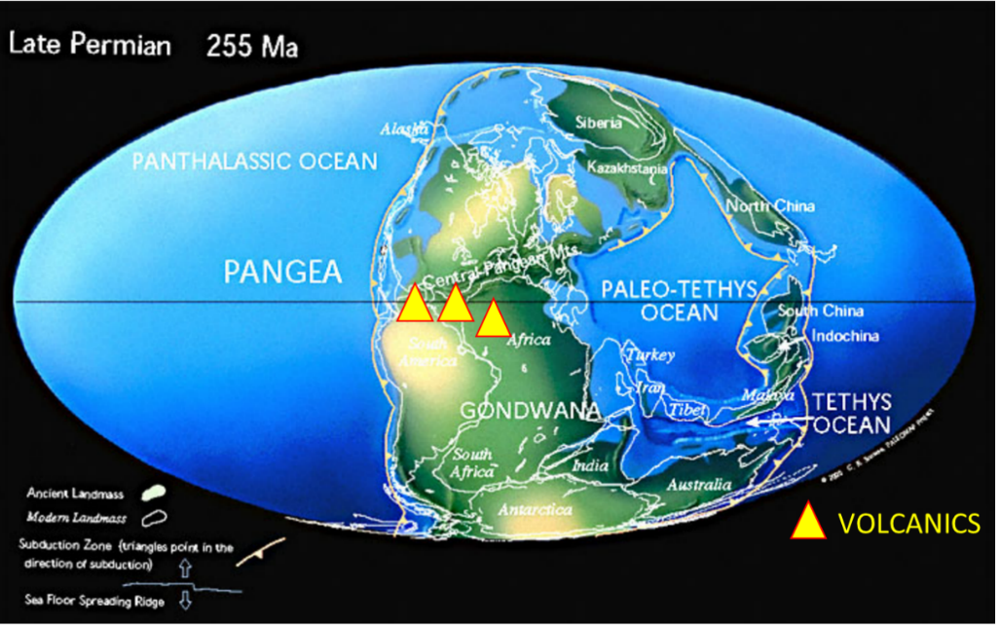 Late Permian 255 Ma
Alaska
Siberia
PANTHALASSIC OCEAN
Kazakhstania
North China
Central Pangean Mts.
PANGEA
PALEO-TETHYS
OCEAN
South China
Indochina
South
America
Africa
Turkey
Iran
Malaya
Tibet
GONDWANA
TETHYS
OCEAN
South
Africa
India
Australia
Antarctica
Ancient Landmass
Modern Landmass
Subduction Zone (triangles point in the
direction of subduction)
Sea Floor Spreading Ridge
VOLCANICS